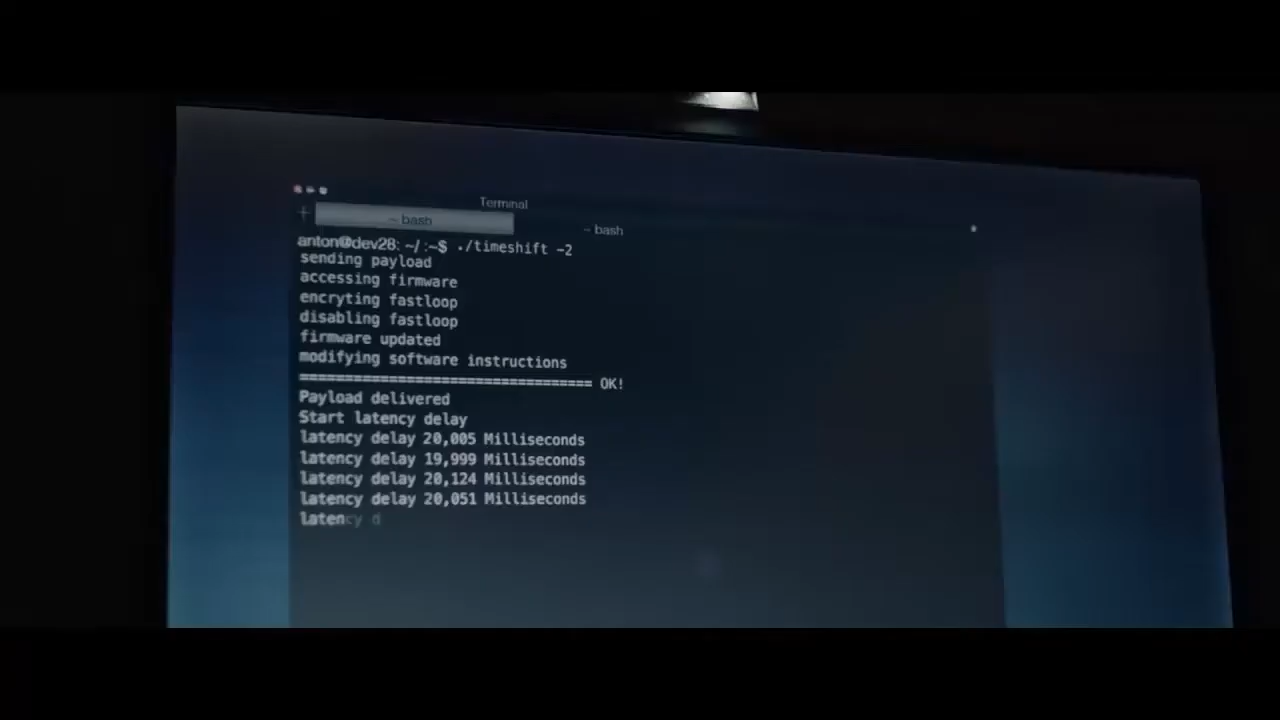 Terminal
~ bash
~ bash
anton@dev28: ~/ :~$ ./timeshift -2
sending payload
accessing firmware
encryting fastloop
disabling fastloop
firmware updated
modifying software instructions
================================= OK!
Payload delivered
Start latency delay
latency delay 20,005 Milliseconds
latency delay 19,999 Milliseconds
latency delay 20,124 Milliseconds
latency delay 20,051 Milliseconds
latency d